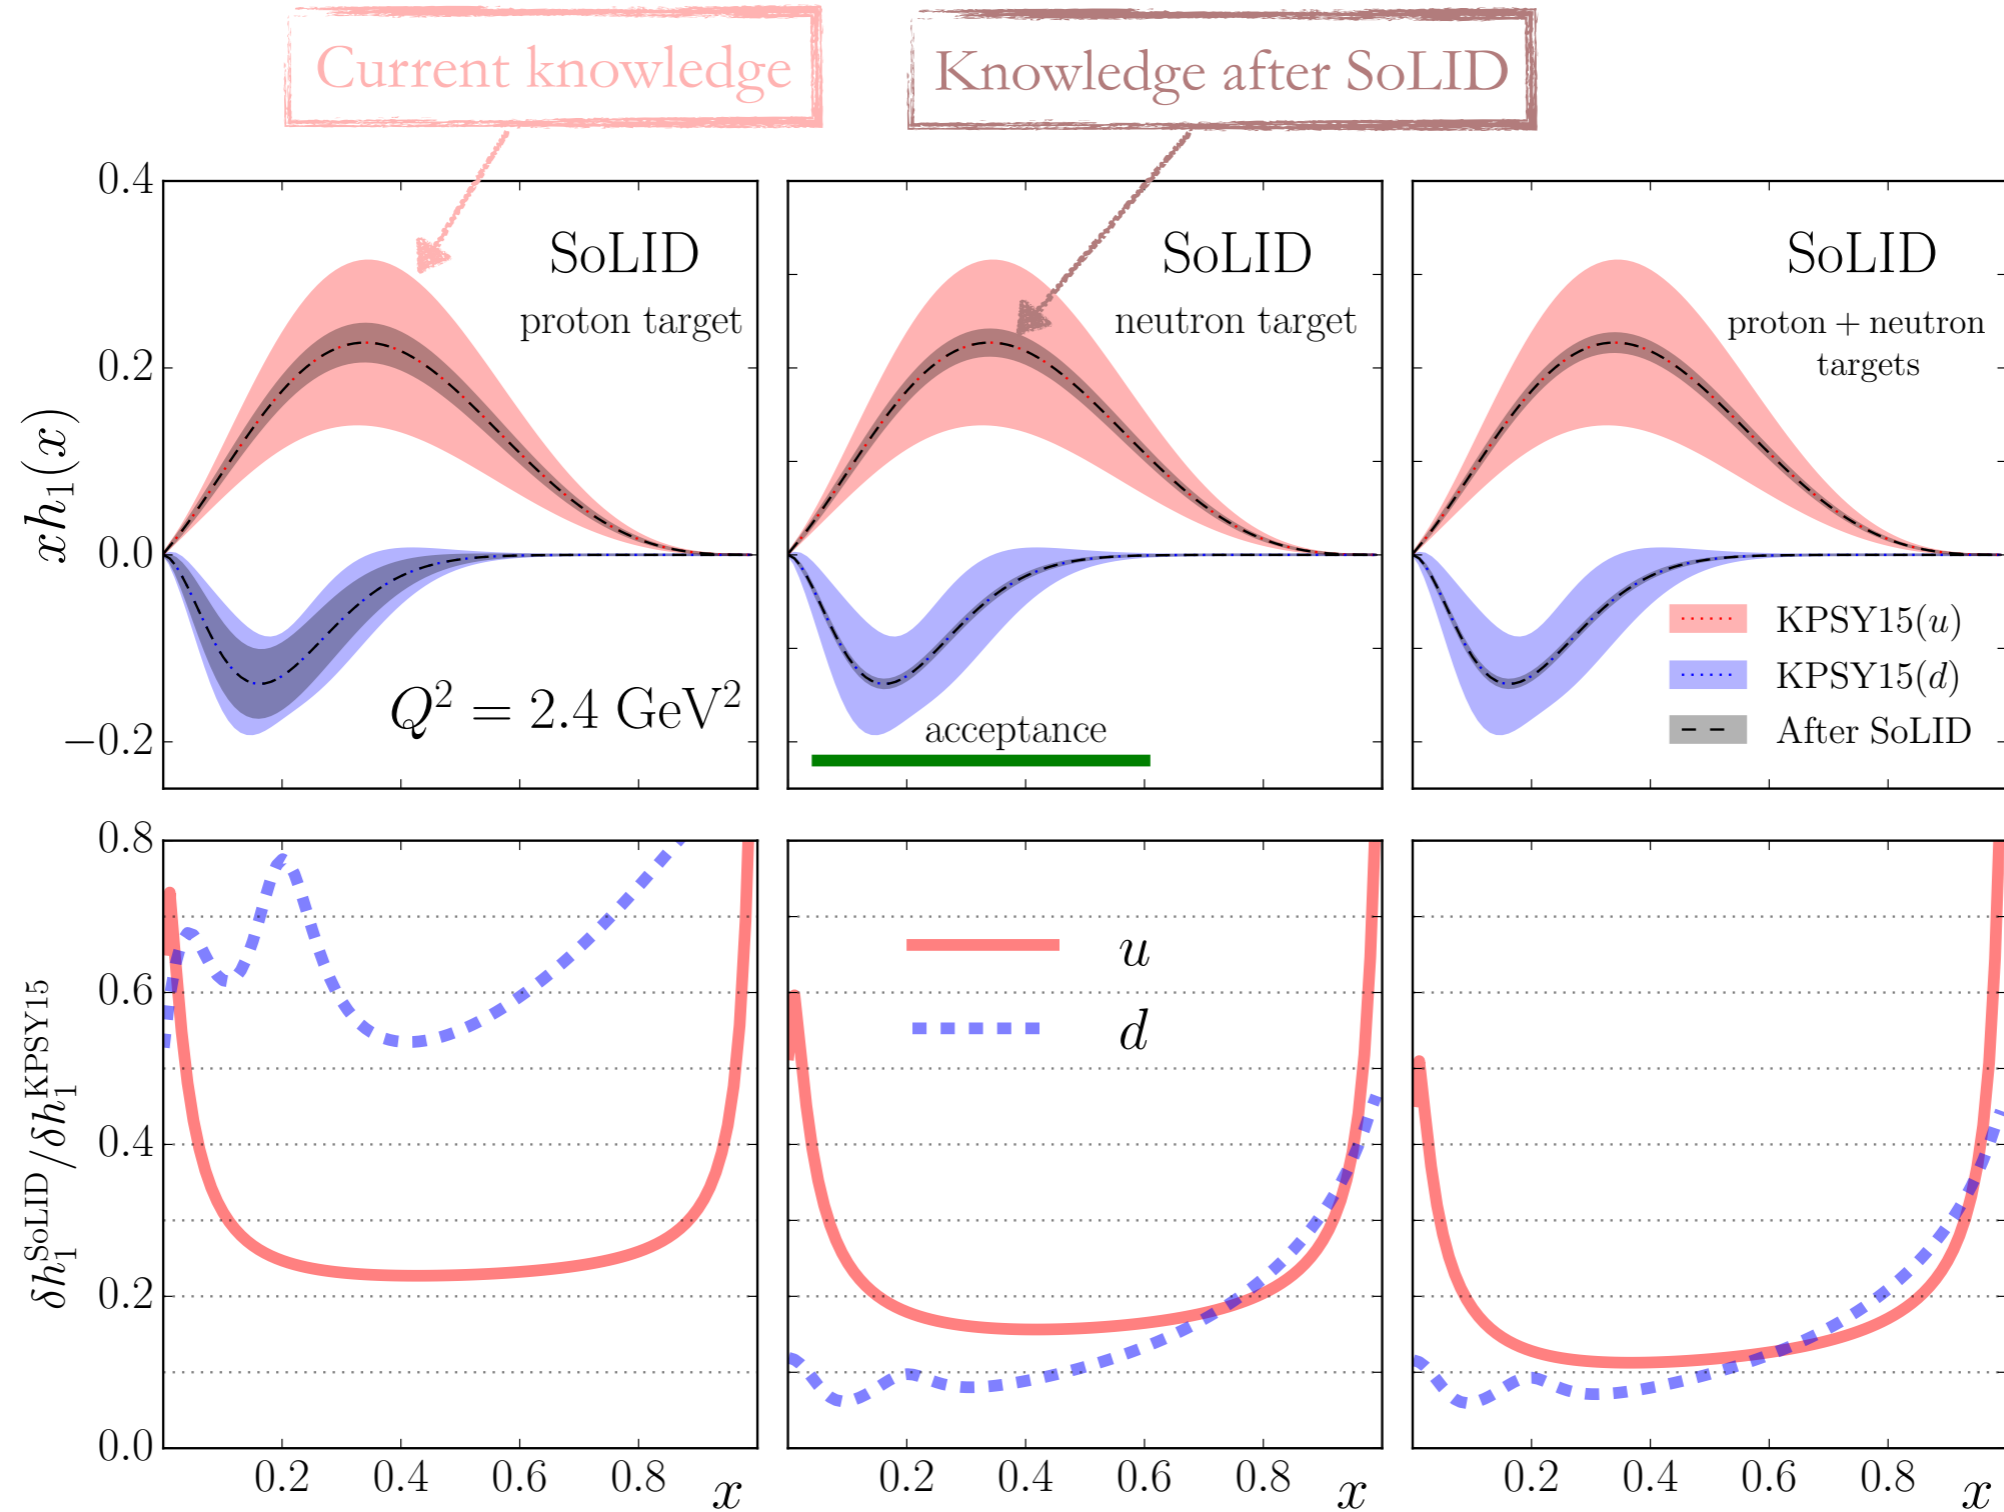 Current knowledge
Knowledge after SoLID
0.4
0.2
0.0
−0.2
xh₁(x)
SoLID
proton target
Q² = 2.4 GeV²
SoLID
neutron target
acceptance
SoLID
proton + neutron
targets
KPSY15(u)
KPSY15(d)
After SoLID
0.8
0.6
0.4
0.2
0.0
δh₁^SoLID/δh₁^KPSY15
u
d
0.2 0.4 0.6 0.8 x
0.2 0.4 0.6 0.8 x
0.2 0.4 0.6 0.8 x